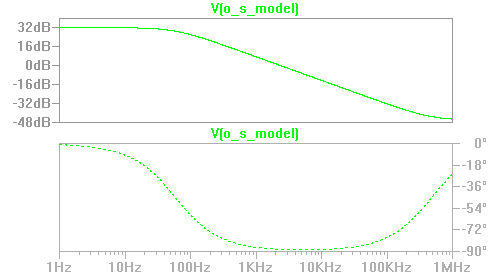 V(o_s_model)
32dB
16dB
0dB
-16dB
-32dB
-48dB
V(o_s_model)
0°
-18°
-36°
-54°
-72°
-90°
1Hz 10Hz 100Hz 1KHz 10KHz 100KHz 1MHz